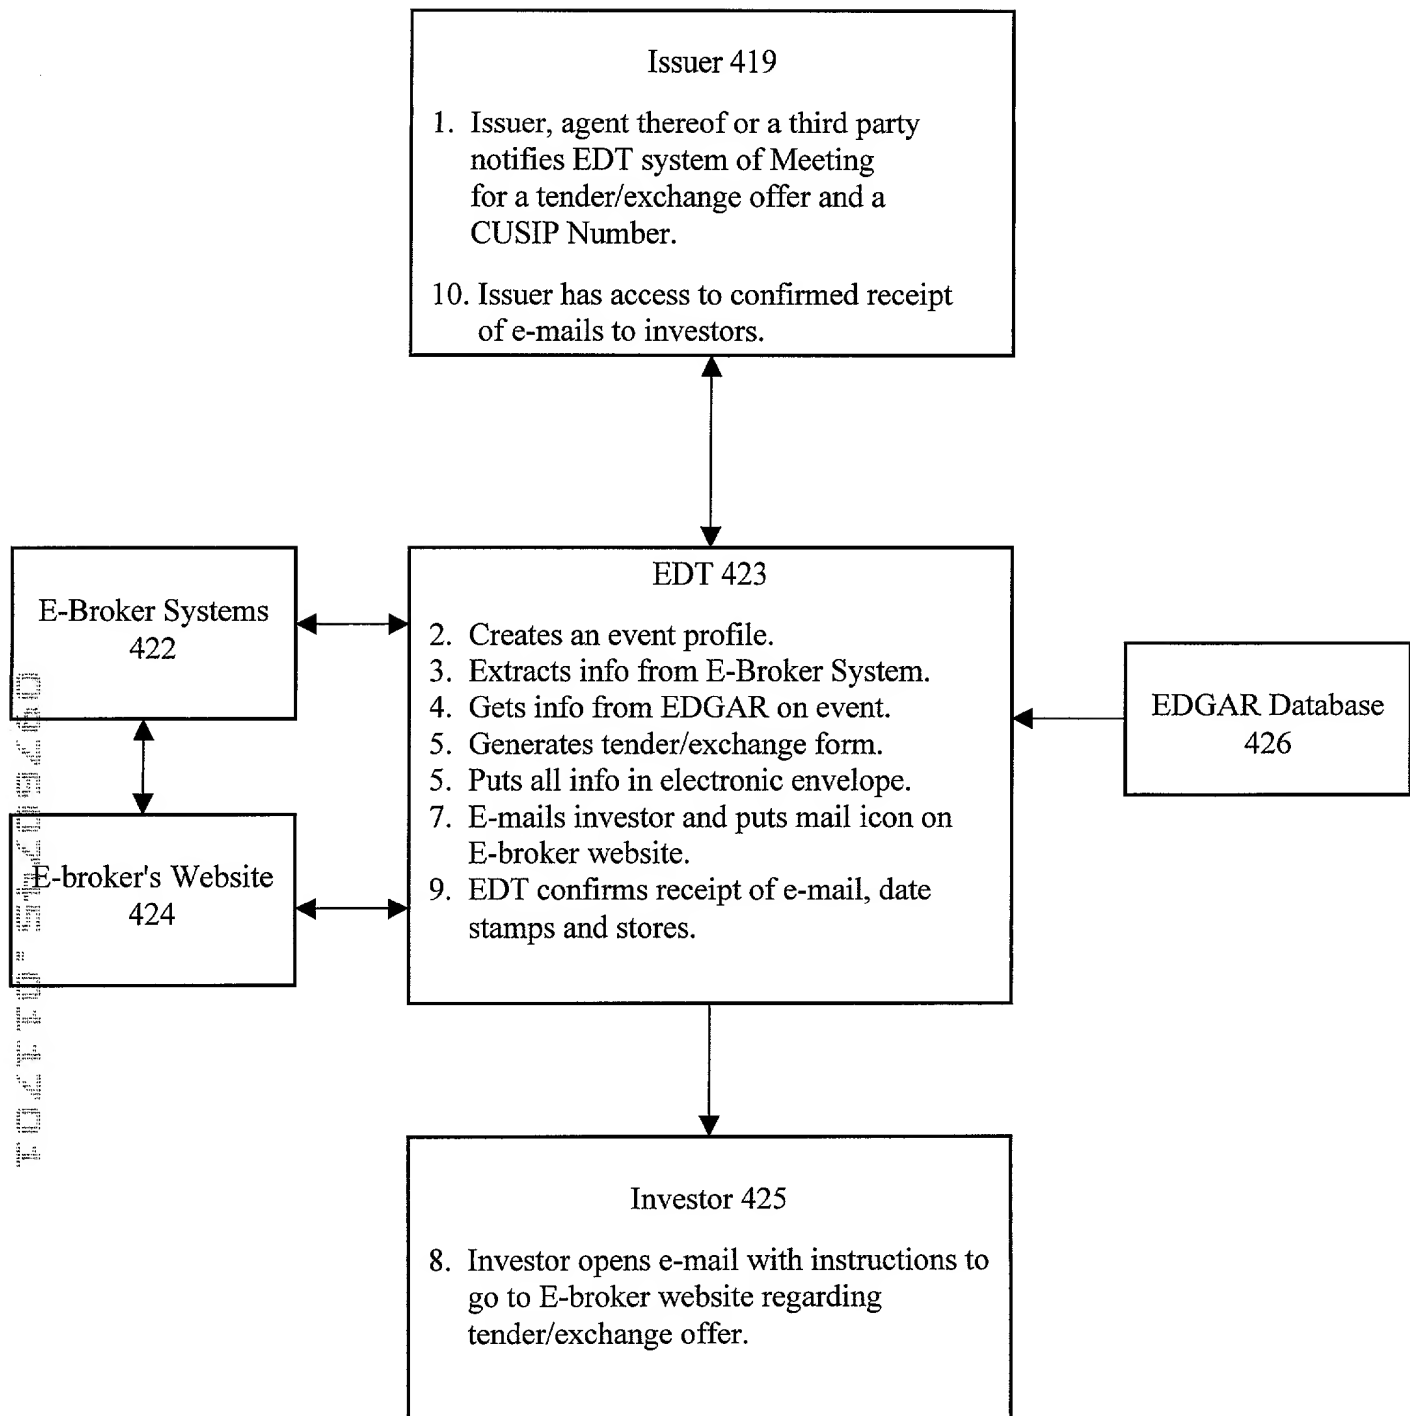 Issuer 419
1. Issuer, agent thereof or a third party
notifies EDT system of Meeting
for a tender/exchange offer and a
CUSIP Number.
10. Issuer has access to confirmed receipt
of e-mails to investors.
E-Broker Systems
422
E-broker's Website
424
EDT 423
2. Creates an event profile.
3. Extracts info from E-Broker System.
4. Gets info from EDGAR on event.
5. Generates tender/exchange form.
5. Puts all info in electronic envelope.
7. E-mails investor and puts mail icon on
E-broker website.
9. EDT confirms receipt of e-mail, date
stamps and stores.
EDGAR Database
426
Investor 425
8. Investor opens e-mail with instructions to
go to E-broker website regarding
tender/exchange offer.